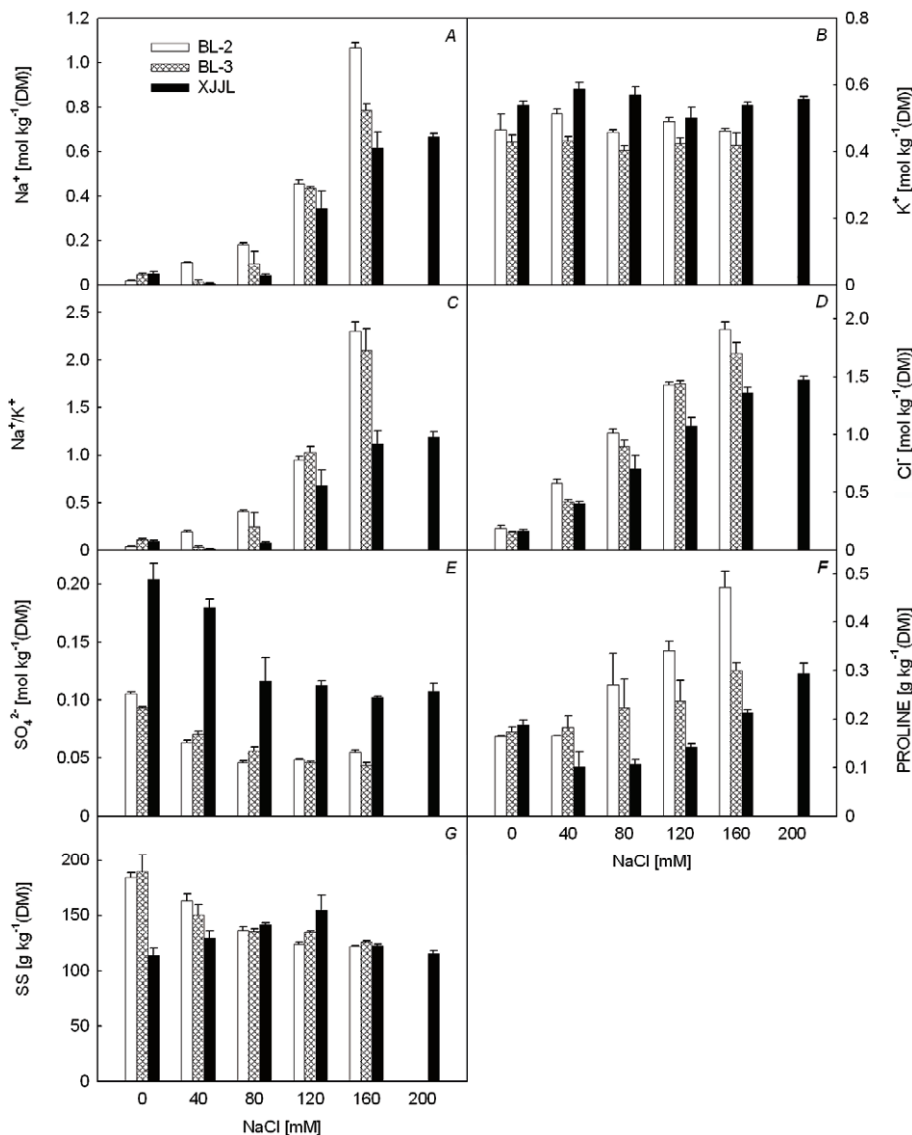 A
BL-2
BL-3
XJJL
Na⁺ [mol kg⁻¹(DM)]
1.2
1.0
0.8
0.6
0.4
0.2
0
B
K⁺ [mol kg⁻¹(DM)]
0.8
0.6
0.4
0.2
0
C
Na⁺/K⁺
2.5
2.0
1.5
1.0
0.5
0
D
Cl⁻ [mol kg⁻¹(DM)]
2.0
1.5
1.0
0.5
0
E
SO₄²⁻ [mol kg⁻¹(DM)]
0.20
0.15
0.10
0.05
0
F
PROLINE [g kg⁻¹(DM)]
0.5
0.4
0.3
0.2
0.1
0
0 40 80 120 160 200
NaCl [mM]
G
SS [g kg⁻¹(DM)]
200
150
100
50
0
0 40 80 120 160 200
NaCl [mM]